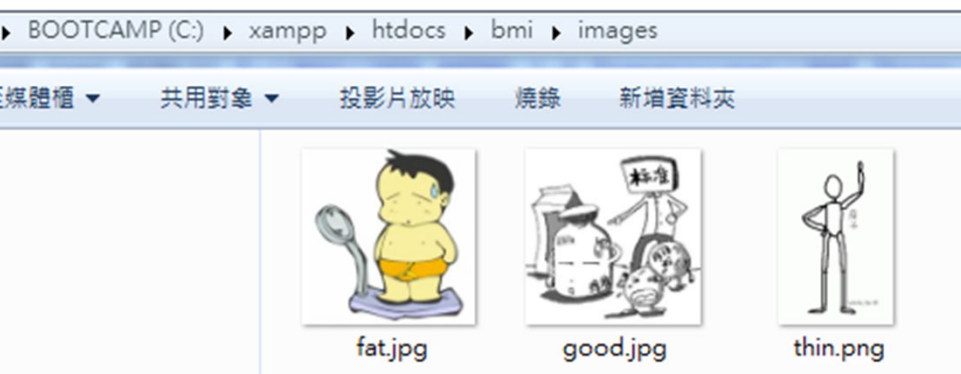 BOOTCAMP (C:) ▸ xampp ▸ htdocs ▸ bmi ▸ images
媒體櫃 共用對象 投影片放映 燒錄 新增資料夾
标准
fat.jpg good.jpg thin.png